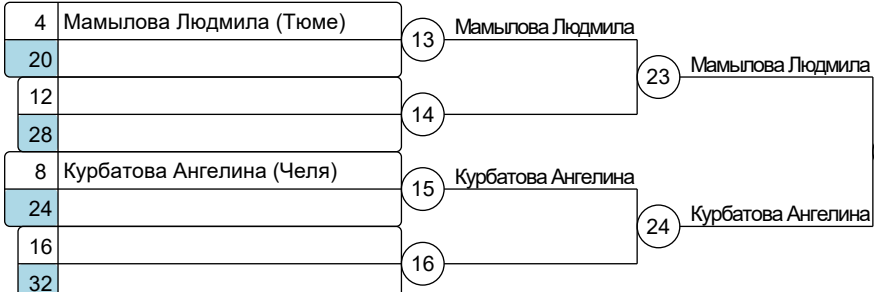 4 Мамылова Людмила (Тюме)
13 Мамылова Людмила
20
23 Мамылова Людмила
12
14
28
8 Курбатова Ангелина (Челя)
15 Курбатова Ангелина
24
24 Курбатова Ангелина
16
16
32